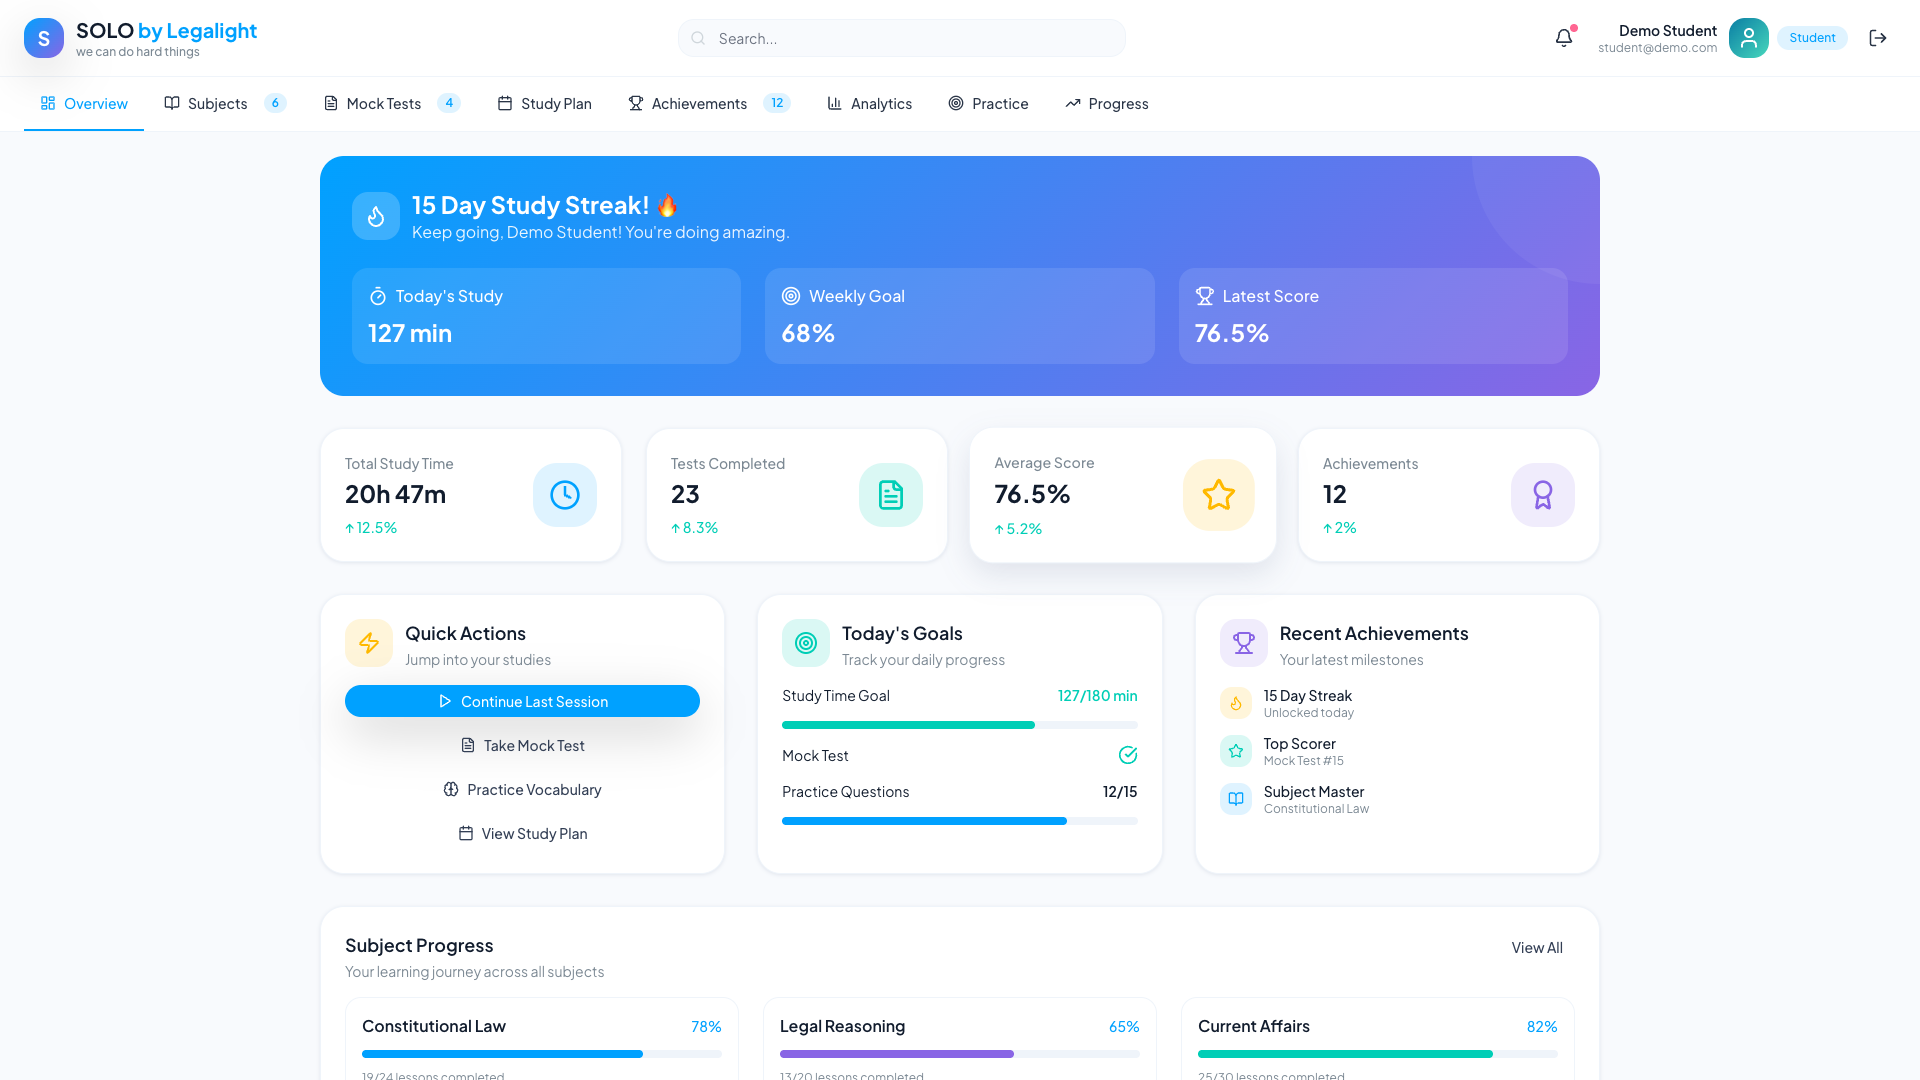 S
SOLO by Legalight
we can do hard things
Search...
Demo Student
student@demo.com
Student
Overview
Subjects 6
Mock Tests 4
Study Plan
Achievements 12
Analytics
Practice
Progress
15 Day Study Streak! 🔥
Keep going, Demo Student! You're doing amazing.
Today's Study
127 min
Weekly Goal
68%
Latest Score
76.5%
Total Study Time
20h 47m
↑ 12.5%
Tests Completed
23
↑ 8.3%
Average Score
76.5%
↑ 5.2%
Achievements
12
↑ 2%
Quick Actions
Jump into your studies
Continue Last Session
Take Mock Test
Practice Vocabulary
View Study Plan
Today's Goals
Track your daily progress
Study Time Goal 127/180 min
Mock Test
Practice Questions 12/15
Recent Achievements
Your latest milestones
15 Day Streak
Unlocked today
Top Scorer
Mock Test #15
Subject Master
Constitutional Law
Subject Progress
Your learning journey across all subjects
View All
Constitutional Law 78%
19/24 lessons completed
Legal Reasoning 65%
13/20 lessons completed
Current Affairs 82%
25/30 lessons completed